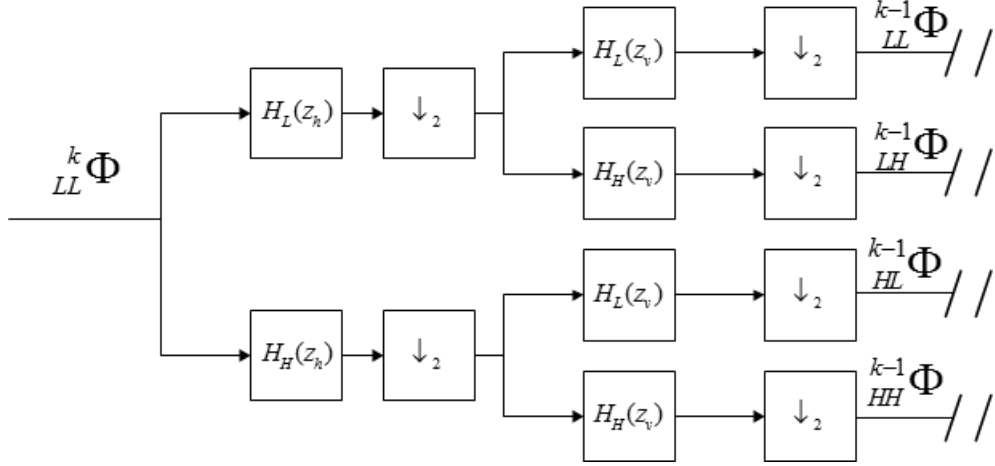 k
LL Φ
H_L(z_h)
↓2
H_L(z_v)
↓2
k-1
LL Φ
H_H(z_v)
↓2
k-1
LH Φ
H_H(z_h)
↓2
H_L(z_v)
↓2
k-1
HL Φ
H_H(z_v)
↓2
k-1
HH Φ